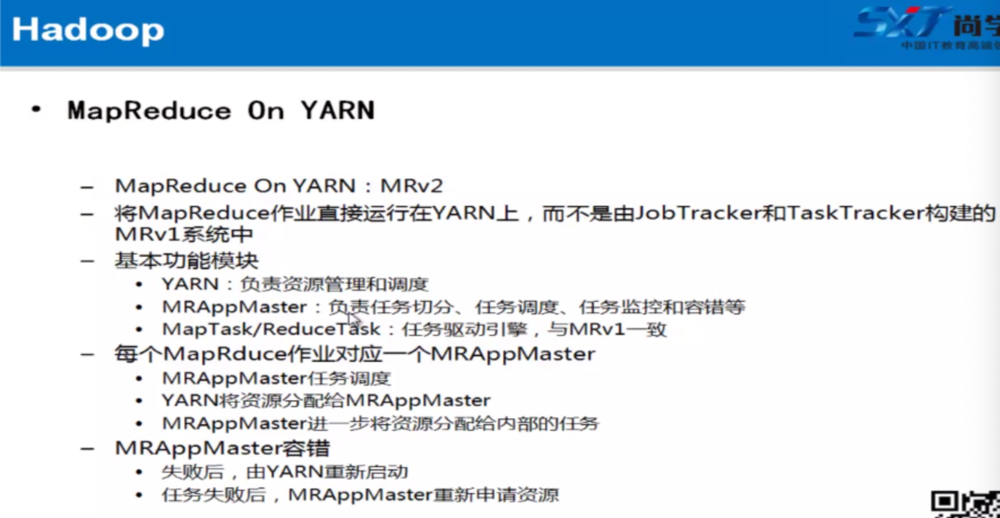 Hadoop
SXT 尚学
中国IT教育高端
• MapReduce On YARN
– MapReduce On YARN：MRv2
– 将MapReduce作业直接运行在YARN上，而不是由JobTracker和TaskTracker构建的
MRv1系统中
– 基本功能模块
• YARN：负责资源管理和调度
• MRAppMaster：负责任务切分、任务调度、任务监控和容错等
• MapTask/ReduceTask：任务驱动引擎，与MRv1一致
– 每个MapRduce作业对应一个MRAppMaster
• MRAppMaster任务调度
• YARN将资源分配给MRAppMaster
• MRAppMaster进一步将资源分配给内部的任务
– MRAppMaster容错
• 失败后，由YARN重新启动
• 任务失败后，MRAppMaster重新申请资源